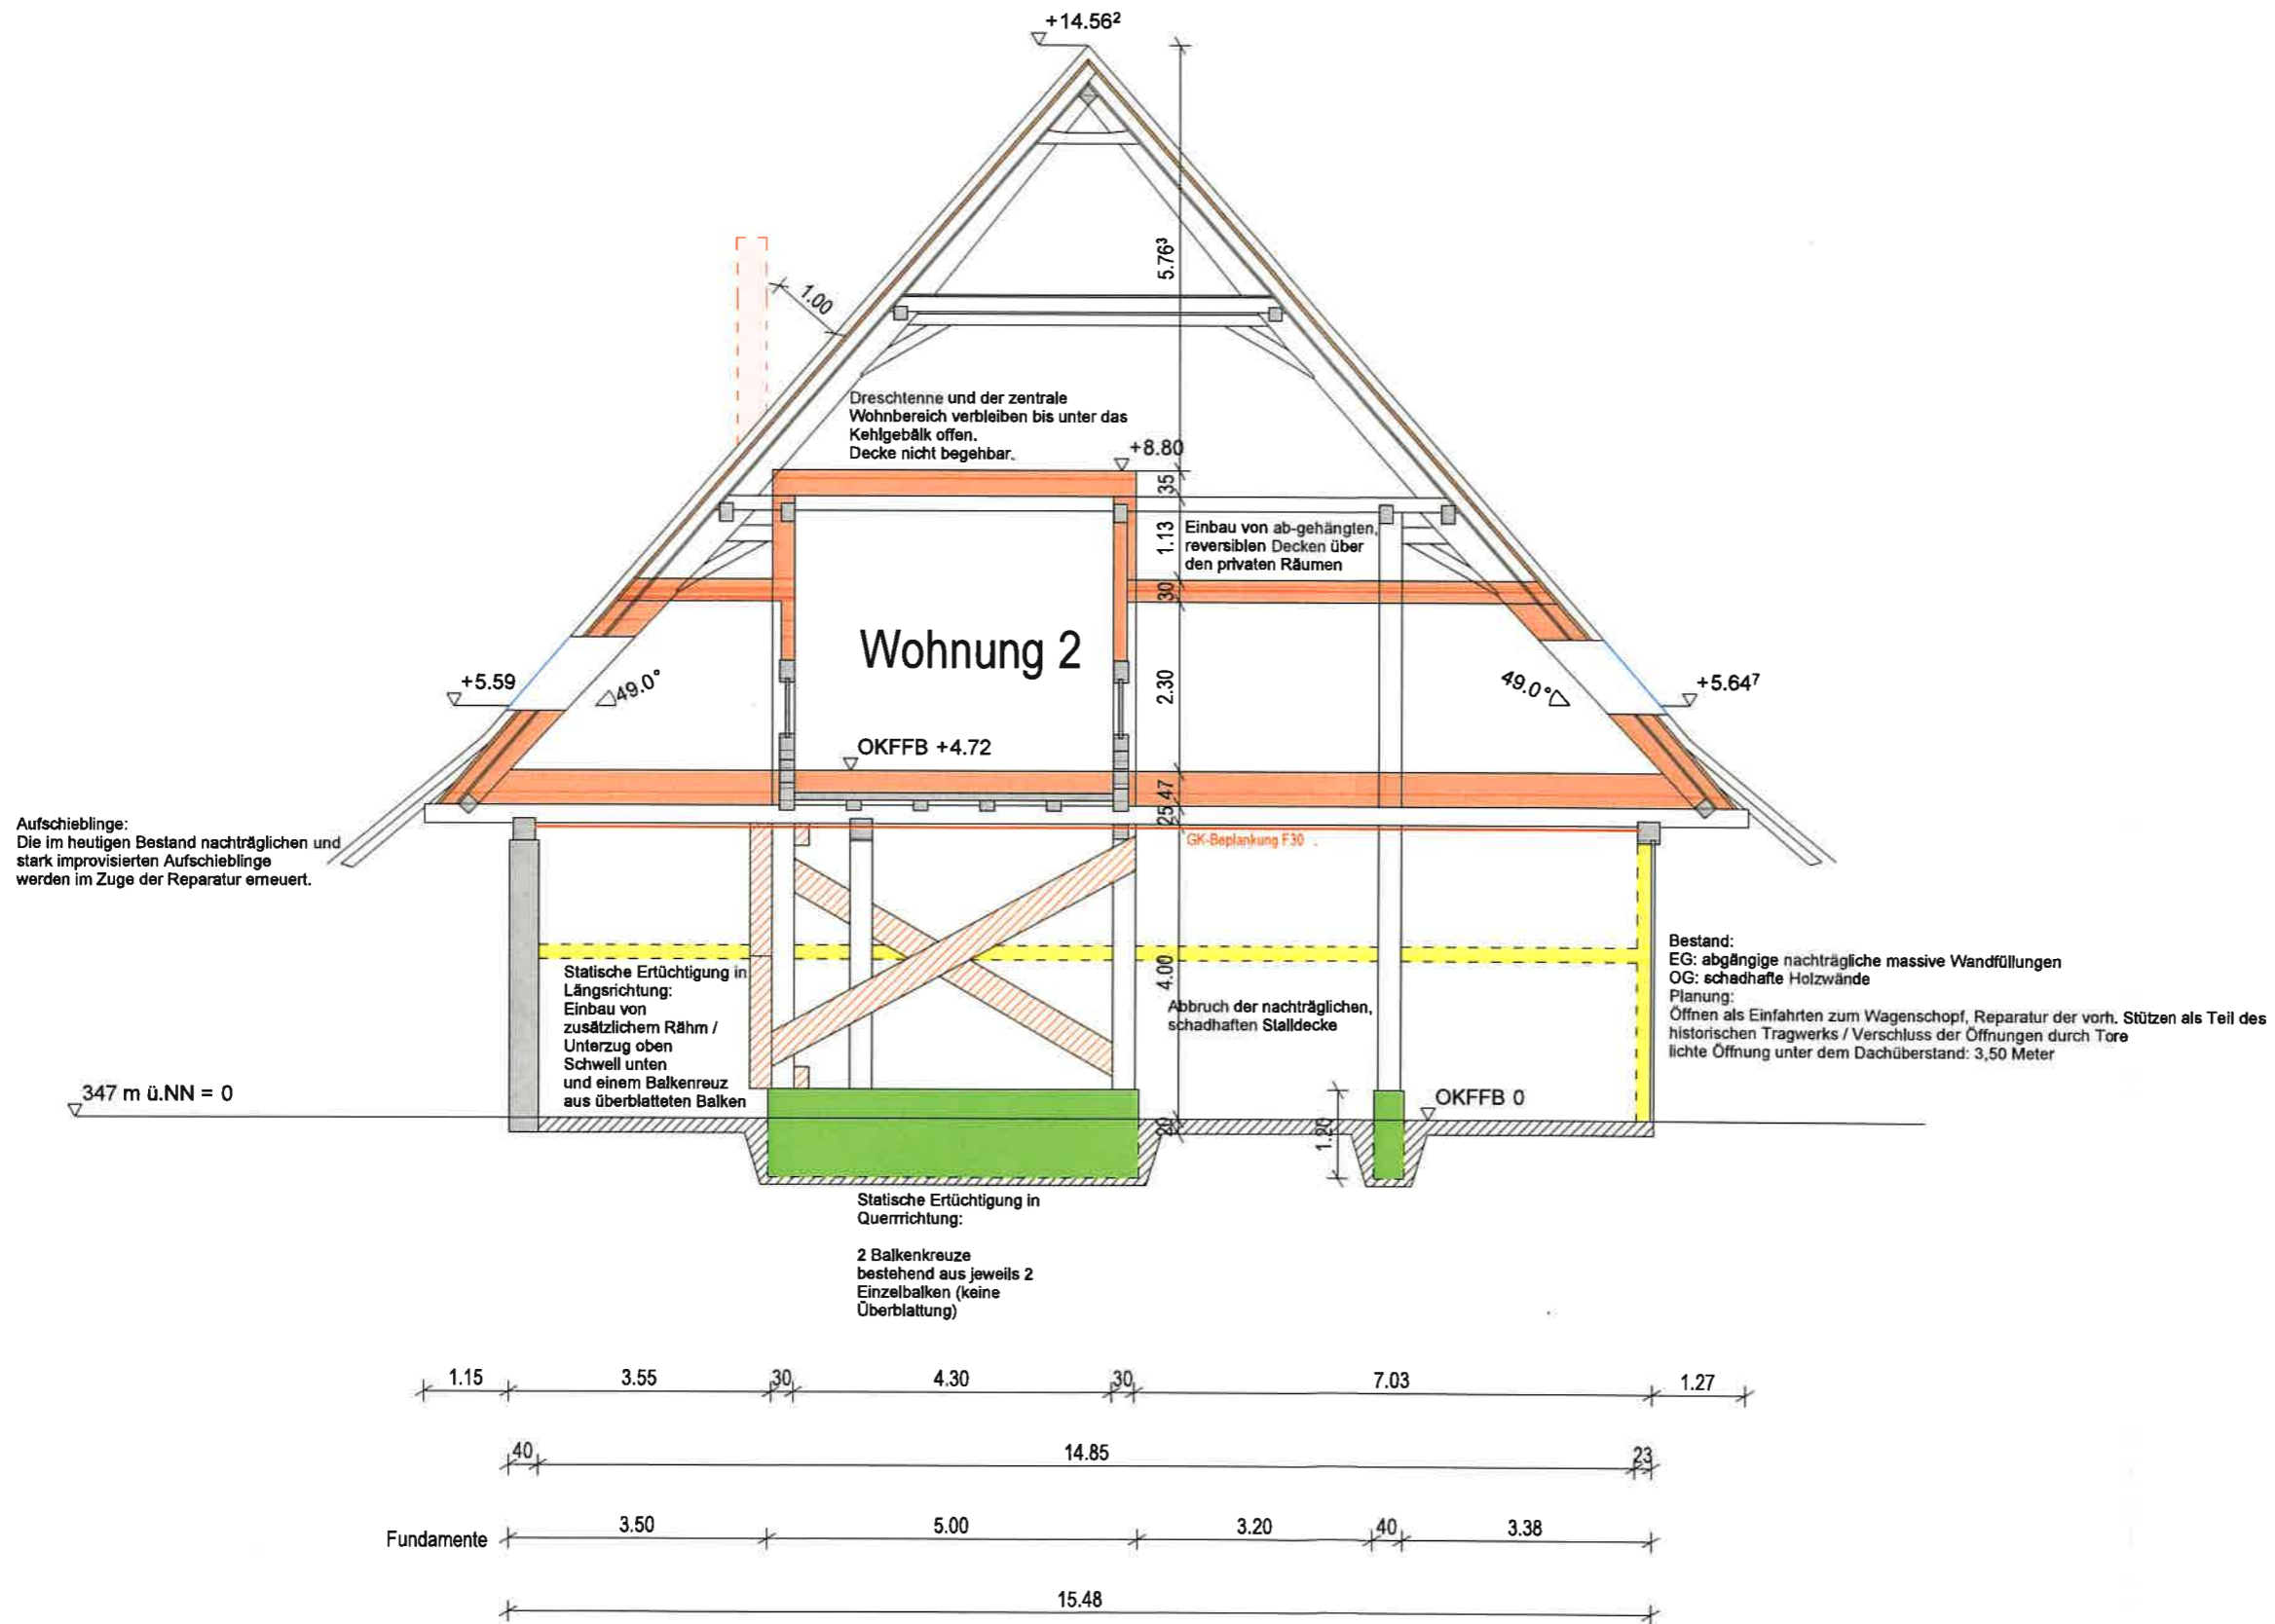 +14.56²
5.76³
1.00
Dreschtenne und der zentrale
Wohnbereich verbleiben bis unter das
Kehlgebälk offen.
Decke nicht begehbar.
+8.80
35
1.13
Einbau von ab-gehängten,
reversiblen Decken über
den privaten Räumen
30
Wohnung 2
2.30
+5.59
49.0°
49.0°
+5.64⁷
OKFFB +4.72
47
25
GK-Beplankung F30
Aufschieblinge:
Die im heutigen Bestand nachträglichen und
stark improvisierten Aufschieblinge
werden im Zuge der Reparatur erneuert.
Statische Ertüchtigung in
Längsrichtung:
Einbau von
zusätzlichem Rähm /
Unterzug oben
Schwell unten
und einem Balkenreuz
aus überblatteten Balken
4.00
Abbruch der nachträglichen,
schadhaften Stalldecke
Bestand:
EG: abgängige nachträgliche massive Wandfüllungen
OG: schadhafte Holzwände
Planung:
Öffnen als Einfahrten zum Wagenschopf, Reparatur der vorh. Stützen als Teil des
historischen Tragwerks / Verschluss der Öffnungen durch Tore
lichte Öffnung unter dem Dachüberstand: 3,50 Meter
347 m ü.NN = 0
OKFFB 0
20
1.20
Statische Ertüchtigung in
Querrrichtung:
2 Balkenkreuze
bestehend aus jeweils 2
Einzelbalken (keine
Überblattung)
1.15 3.55 30 4.30 30 7.03 1.27
40 14.85 23
Fundamente 3.50 5.00 3.20 40 3.38
15.48